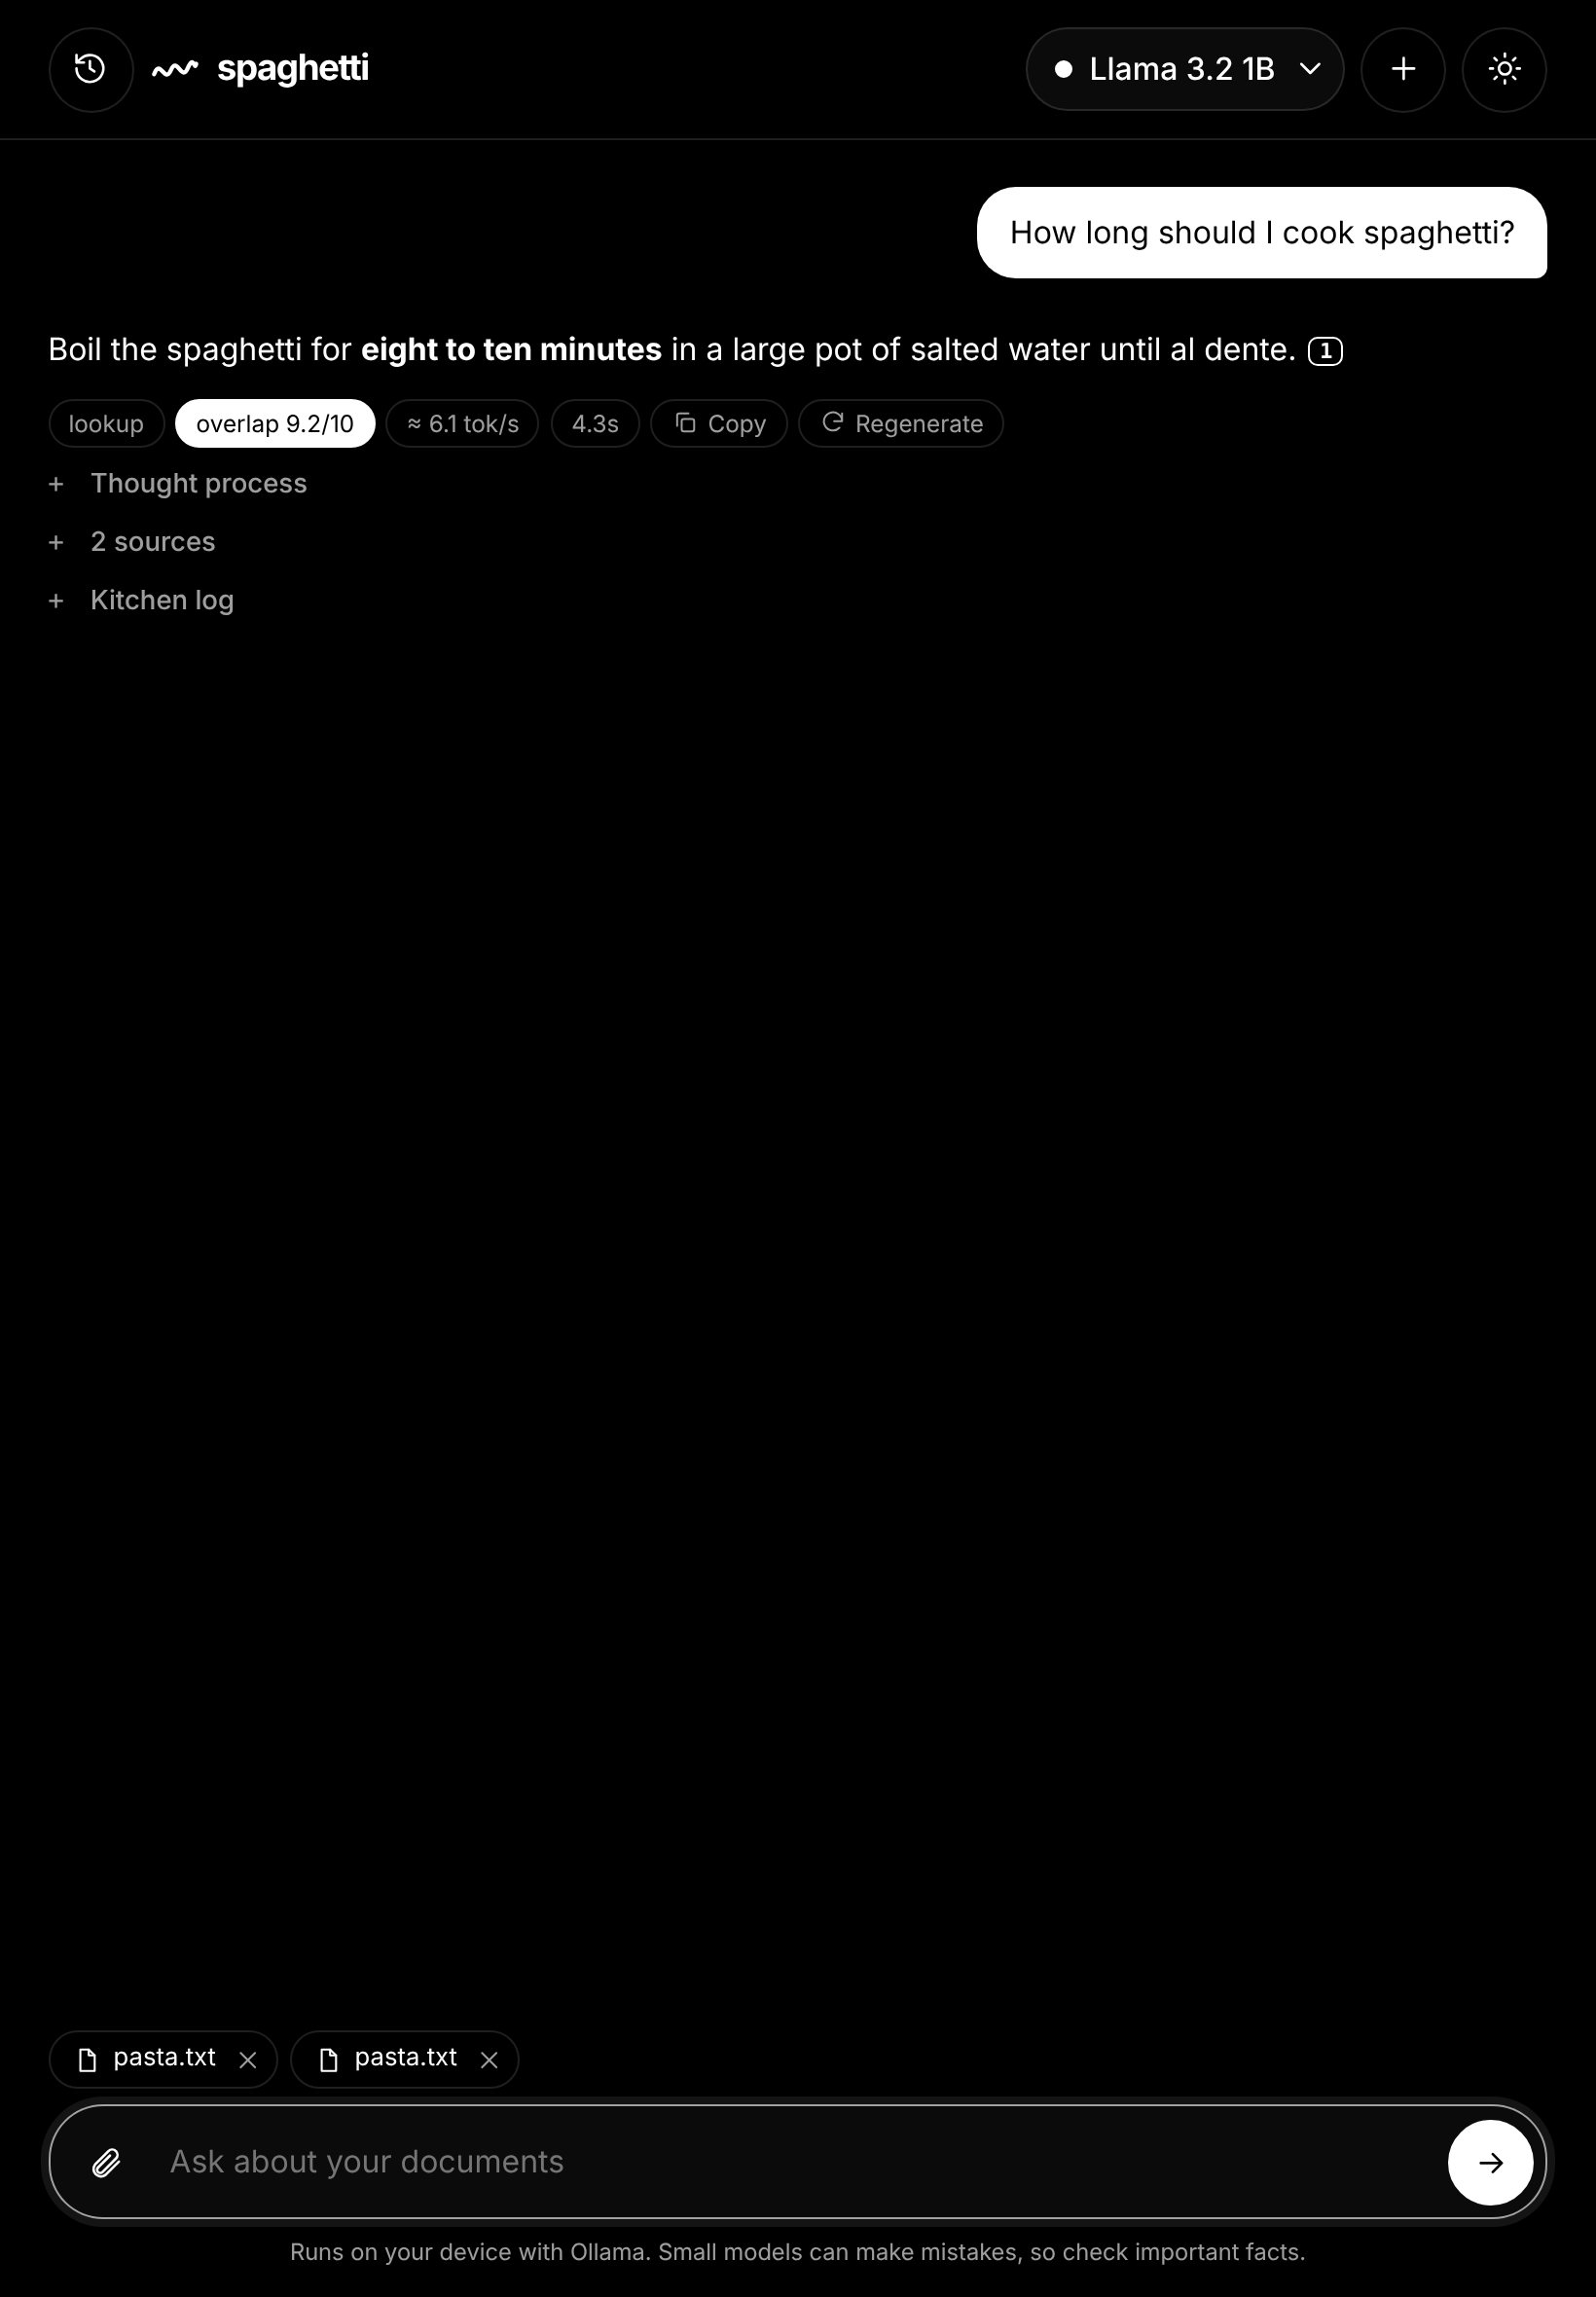 spaghetti
Llama 3.2 1B
How long should I cook spaghetti?
Boil the spaghetti for eight to ten minutes in a large pot of salted water until al dente. 1
lookup overlap 9.2/10 ≈ 6.1 tok/s 4.3s Copy Regenerate
+ Thought process
+ 2 sources
+ Kitchen log
pasta.txt pasta.txt
Ask about your documents
Runs on your device with Ollama. Small models can make mistakes, so check important facts.